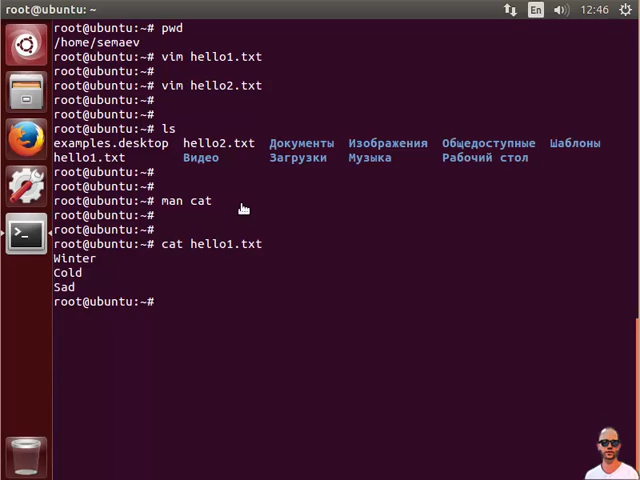 root@ubuntu: ~
En
12:46
root@ubuntu:~# pwd
/home/semaev
root@ubuntu:~# vim hello1.txt
root@ubuntu:~#
root@ubuntu:~# vim hello2.txt
root@ubuntu:~#
root@ubuntu:~#
root@ubuntu:~# ls
examples.desktop hello2.txt Документы Изображения Общедоступные Шаблоны
hello1.txt Видео Загрузки Музыка Рабочий стол
root@ubuntu:~#
root@ubuntu:~#
root@ubuntu:~# man cat
root@ubuntu:~#
root@ubuntu:~#
root@ubuntu:~# cat hello1.txt
Winter
Cold
Sad
root@ubuntu:~#